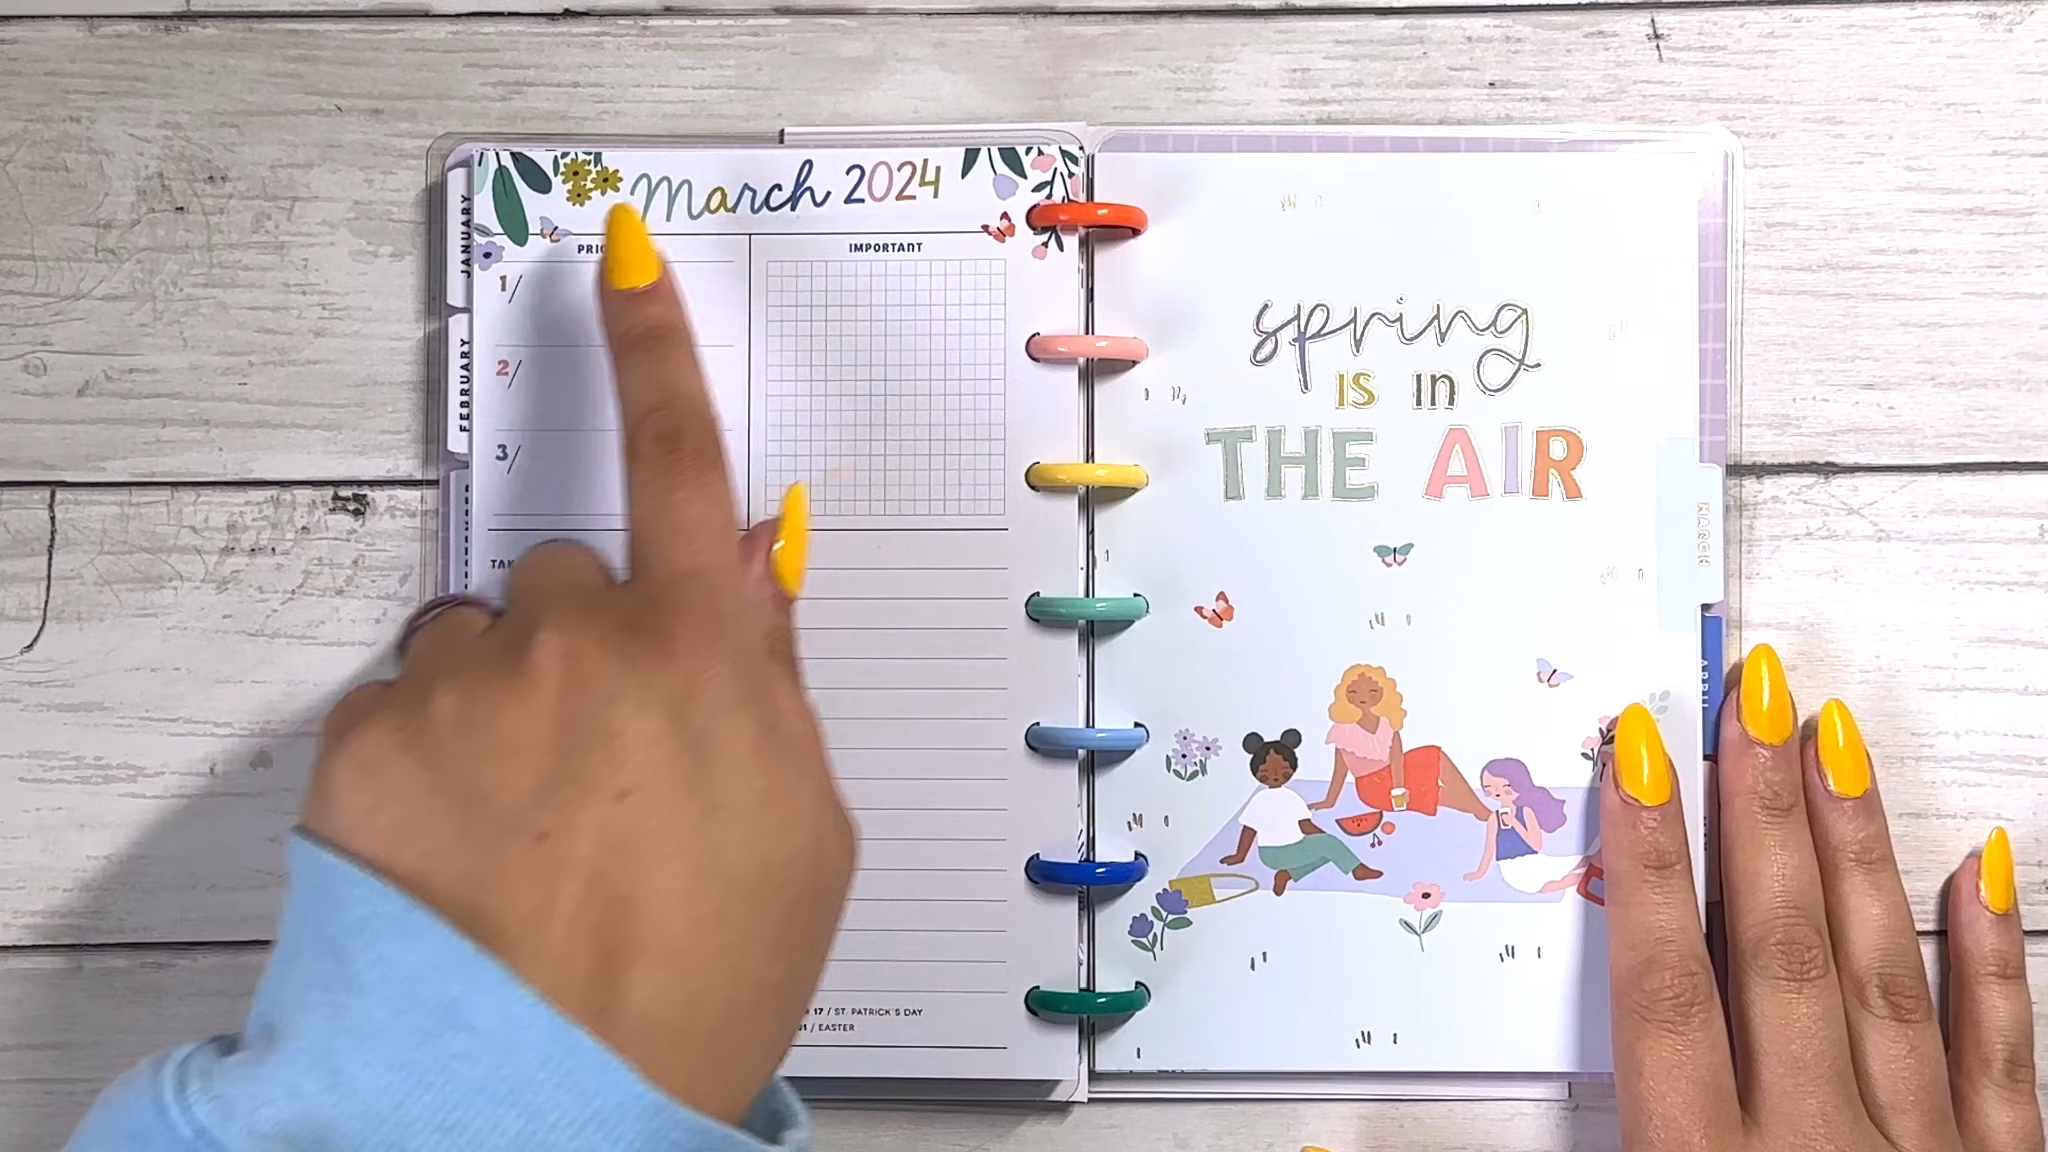 March 2024
IMPORTANT
1/
2/
3/
17 / ST. PATRICK'S DAY
/ EASTER
JANUARY
FEBRUARY
spring
IS In
THE AIR
MARCH
APRIL